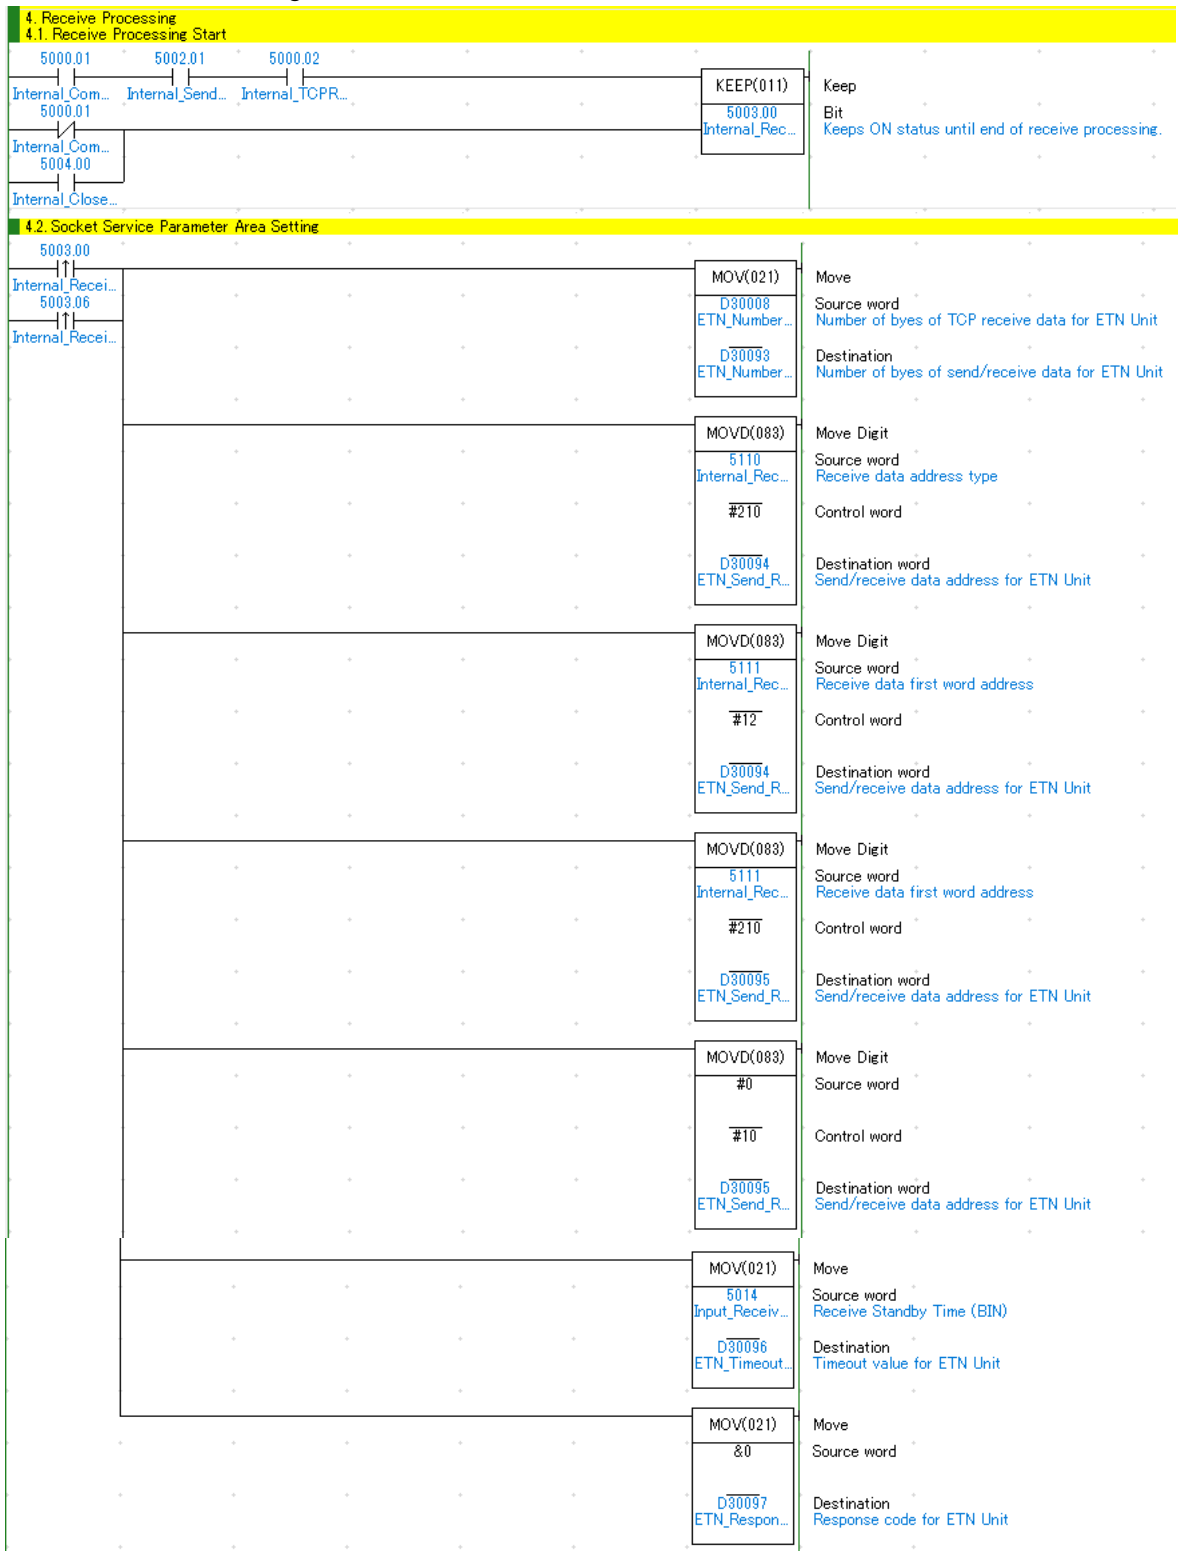 4. Receive Processing
4.1. Receive Processing Start
5000.01 5002.01 5000.02
Internal_Com... Internal_Send... Internal_TCPR...
KEEP(011) Keep
5000.01
5003.00 Bit
Internal_Rec... Keeps ON status until end of receive processing.
Internal_Com...
5004.00
Internal_Close...
4.2. Socket Service Parameter Area Setting
5003.00
Internal_Recei...
MOV(021) Move
5003.06
D30008 Source word
ETN_Number... Number of byes of TCP receive data for ETN Unit
Internal_Recei...
D30093 Destination
ETN_Number... Number of byes of send/receive data for ETN Unit
MOVD(083) Move Digit
5110 Source word
Internal_Rec... Receive data address type
#210 Control word
D30094 Destination word
ETN_Send_R... Send/receive data address for ETN Unit
MOVD(083) Move Digit
5111 Source word
Internal_Rec... Receive data first word address
#12 Control word
D30094 Destination word
ETN_Send_R... Send/receive data address for ETN Unit
MOVD(083) Move Digit
5111 Source word
Internal_Rec... Receive data first word address
#210 Control word
D30095 Destination word
ETN_Send_R... Send/receive data address for ETN Unit
MOVD(083) Move Digit
#0 Source word
#10 Control word
D30095 Destination word
ETN_Send_R... Send/receive data address for ETN Unit
MOV(021) Move
5014 Source word
Input_Receiv... Receive Standby Time (BIN)
D30096 Destination
ETN_Timeout... Timeout value for ETN Unit
MOV(021) Move
&0 Source word
D30097 Destination
ETN_Respon... Response code for ETN Unit